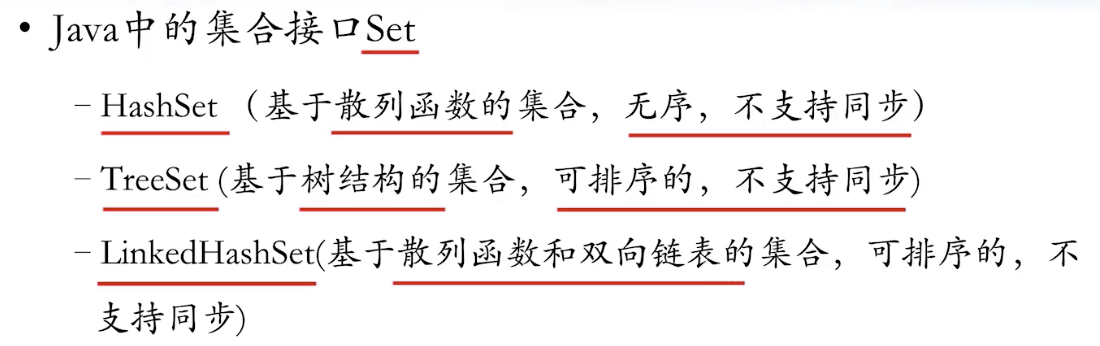 • Java中的集合接口Set
– HashSet （基于散列函数的集合，无序，不支持同步）
– TreeSet (基于树结构的集合，可排序的，不支持同步)
– LinkedHashSet(基于散列函数和双向链表的集合，可排序的，不
支持同步)